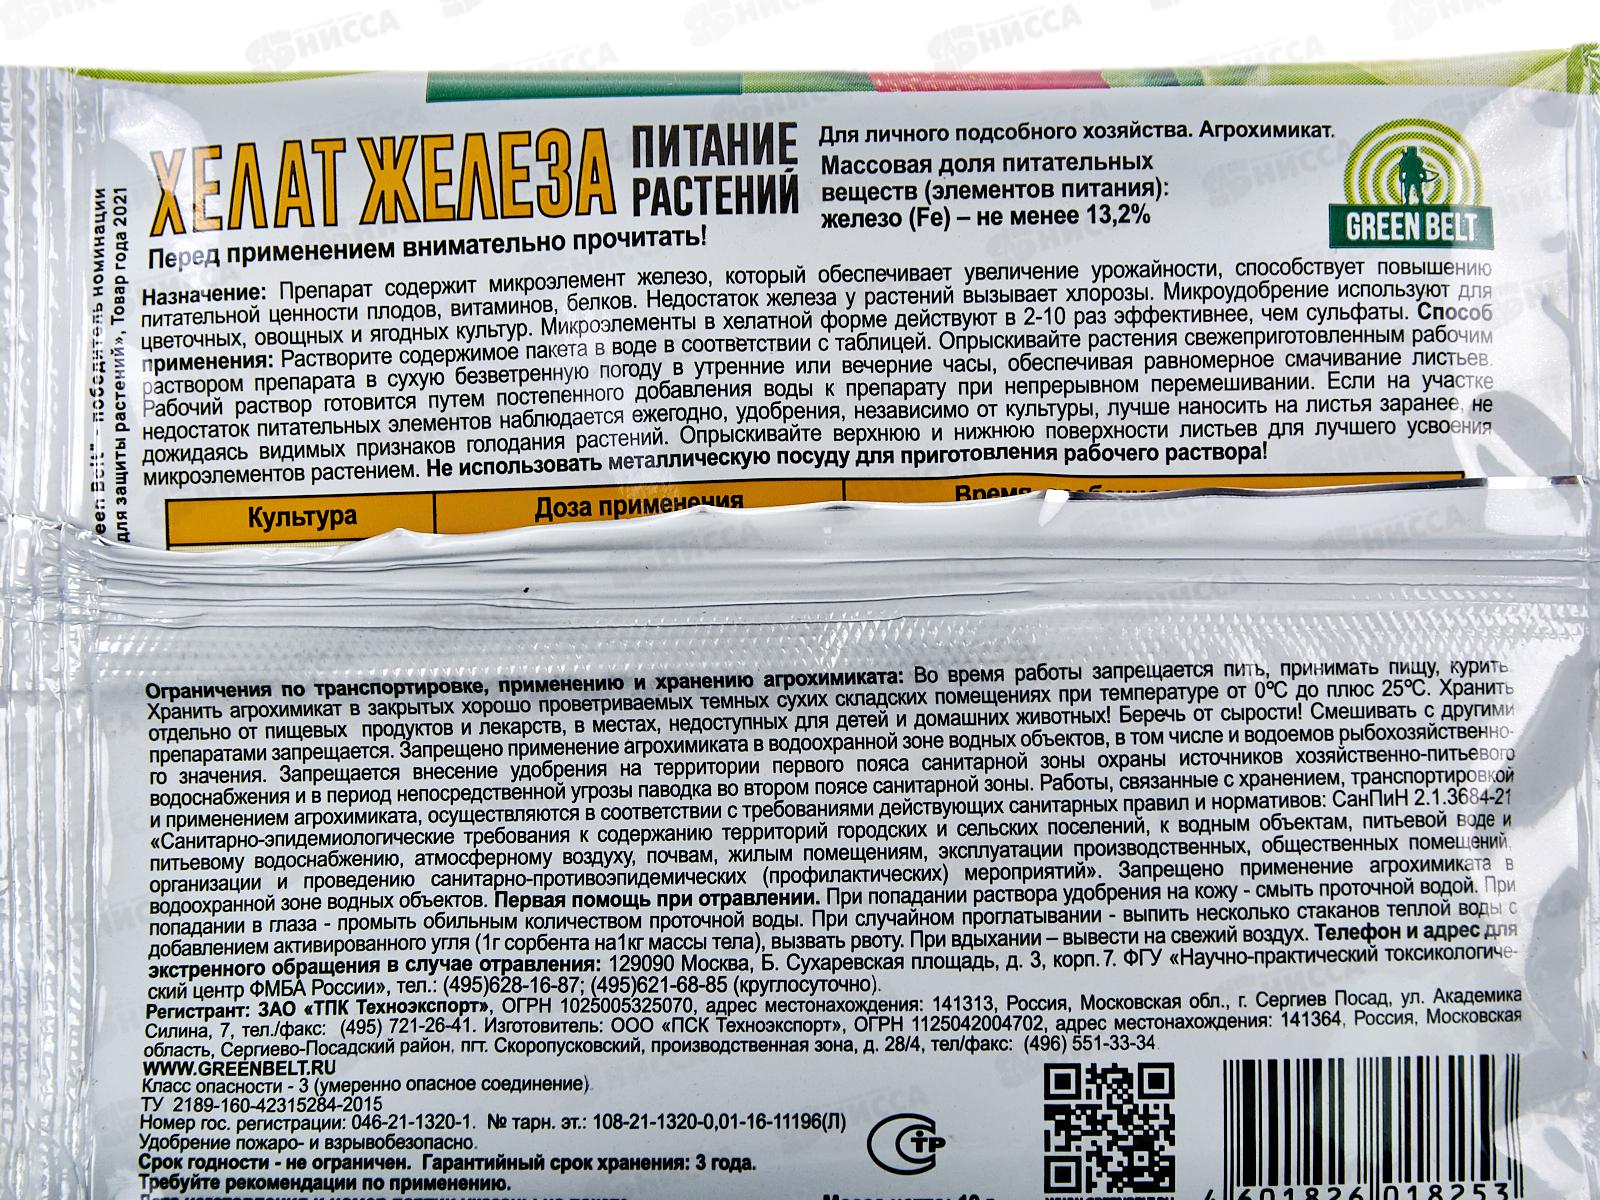 ХЕЛАТ ЖЕЛЕЗА
ПИТАНИЕ
РАСТЕНИЙ
Для личного подсобного хозяйства. Агрохимикат.
Массовая доля питательных
веществ (элементов питания):
железо (Fe) – не менее 13,2%
GREEN BELT
Перед применением внимательно прочитать!
Назначение: Препарат содержит микроэлемент железо, который обеспечивает увеличение урожайности, способствует повышению
питательной ценности плодов, витаминов, белков. Недостаток железа у растений вызывает хлорозы. Микроудобрение используют для
цветочных, овощных и ягодных культур. Микроэлементы в хелатной форме действуют в 2-10 раз эффективнее, чем сульфаты. Способ
применения: Растворите содержимое пакета в воде в соответствии с таблицей. Опрыскивайте растения свежеприготовленным рабочим
раствором препарата в сухую безветренную погоду в утренние или вечерние часы, обеспечивая равномерное смачивание листьев.
Рабочий раствор готовится путем постепенного добавления воды к препарату при непрерывном перемешивании. Если на участке
недостаток питательных элементов наблюдается ежегодно, удобрения, независимо от культуры, лучше наносить на листья заранее, не
дожидаясь видимых признаков голодания растений. Опрыскивайте верхнюю и нижнюю поверхности листьев для лучшего усвоения
микроэлементов растением. Не использовать металлическую посуду для приготовления рабочего раствора!
Культура
Доза применения
Время
een Belt" - победитель номинации
для защиты растений», Товар года 2021
Ограничения по транспортировке, применению и хранению агрохимиката: Во время работы запрещается пить, принимать пищу, курить.
Хранить агрохимикат в закрытых хорошо проветриваемых темных сухих складских помещениях при температуре от 0°С до плюс 25°С. Хранить
отдельно от пищевых продуктов и лекарств, в местах, недоступных для детей и домашних животных! Беречь от сырости! Смешивать с другими
препаратами запрещается. Запрещено применение агрохимиката в водоохранной зоне водных объектов, в том числе и водоемов рыбохозяйственно-
го значения. Запрещается внесение удобрения на территории первого пояса санитарной зоны охраны источников хозяйственно-питьевого
водоснабжения и в период непосредственной угрозы паводка во втором поясе санитарной зоны. Работы, связанные с хранением, транспортировкой
и применением агрохимиката, осуществляются в соответствии с требованиями действующих санитарных правил и нормативов: СанПиН 2.1.3684-21
«Санитарно-эпидемиологические требования к содержанию территорий городских и сельских поселений, к водным объектам, питьевой воде и
питьевому водоснабжению, атмосферному воздуху, почвам, жилым помещениям, эксплуатации производственных, общественных помещений,
организации и проведению санитарно-противоэпидемических (профилактических) мероприятий». Запрещено применение агрохимиката в
водоохранной зоне водных объектов. Первая помощь при отравлении. При попадании раствора удобрения на кожу - смыть проточной водой. При
попадании в глаза - промыть обильным количеством проточной воды. При случайном проглатывании - выпить несколько стаканов теплой воды с
добавлением активированного угля (1г сорбента на1кг массы тела), вызвать рвоту. При вдыхании – вывести на свежий воздух. Телефон и адрес для
экстренного обращения в случае отравления: 129090 Москва, Б. Сухаревская площадь, д. 3, корп. 7. ФГУ «Научно-практический токсикологиче-
ский центр ФМБА России», тел.: (495)628-16-87; (495)621-68-85 (круглосуточно).
Регистрант: ЗАО «ТПК Техноэкспорт», ОГРН 1025005325070, адрес местонахождения: 141313, Россия, Московская обл., г. Сергиев Посад, ул. Академика
Силина, 7, тел./факс: (495) 721-26-41. Изготовитель: ООО «ПСК Техноэкспорт», ОГРН 1125042004702, адрес местонахождения: 141364, Россия, Московская
область, Сергиево-Посадский район, пгт. Скоропусковский, производственная зона, д. 28/4, тел/факс: (496) 551-33-34.
WWW.GREENBELT.RU
Класс опасности - 3 (умеренно опасное соединение)
ТУ 2189-160-42315284-2015
Номер гос. регистрации: 046-21-1320-1. № тарн. эт.: 108-21-1320-0,01-16-11196(Л)
Удобрение пожаро- и взрывобезопасно.
Срок годности - не ограничен. Гарантийный срок хранения: 3 года.
Требуйте рекомендации по применению.
4 601826 018253